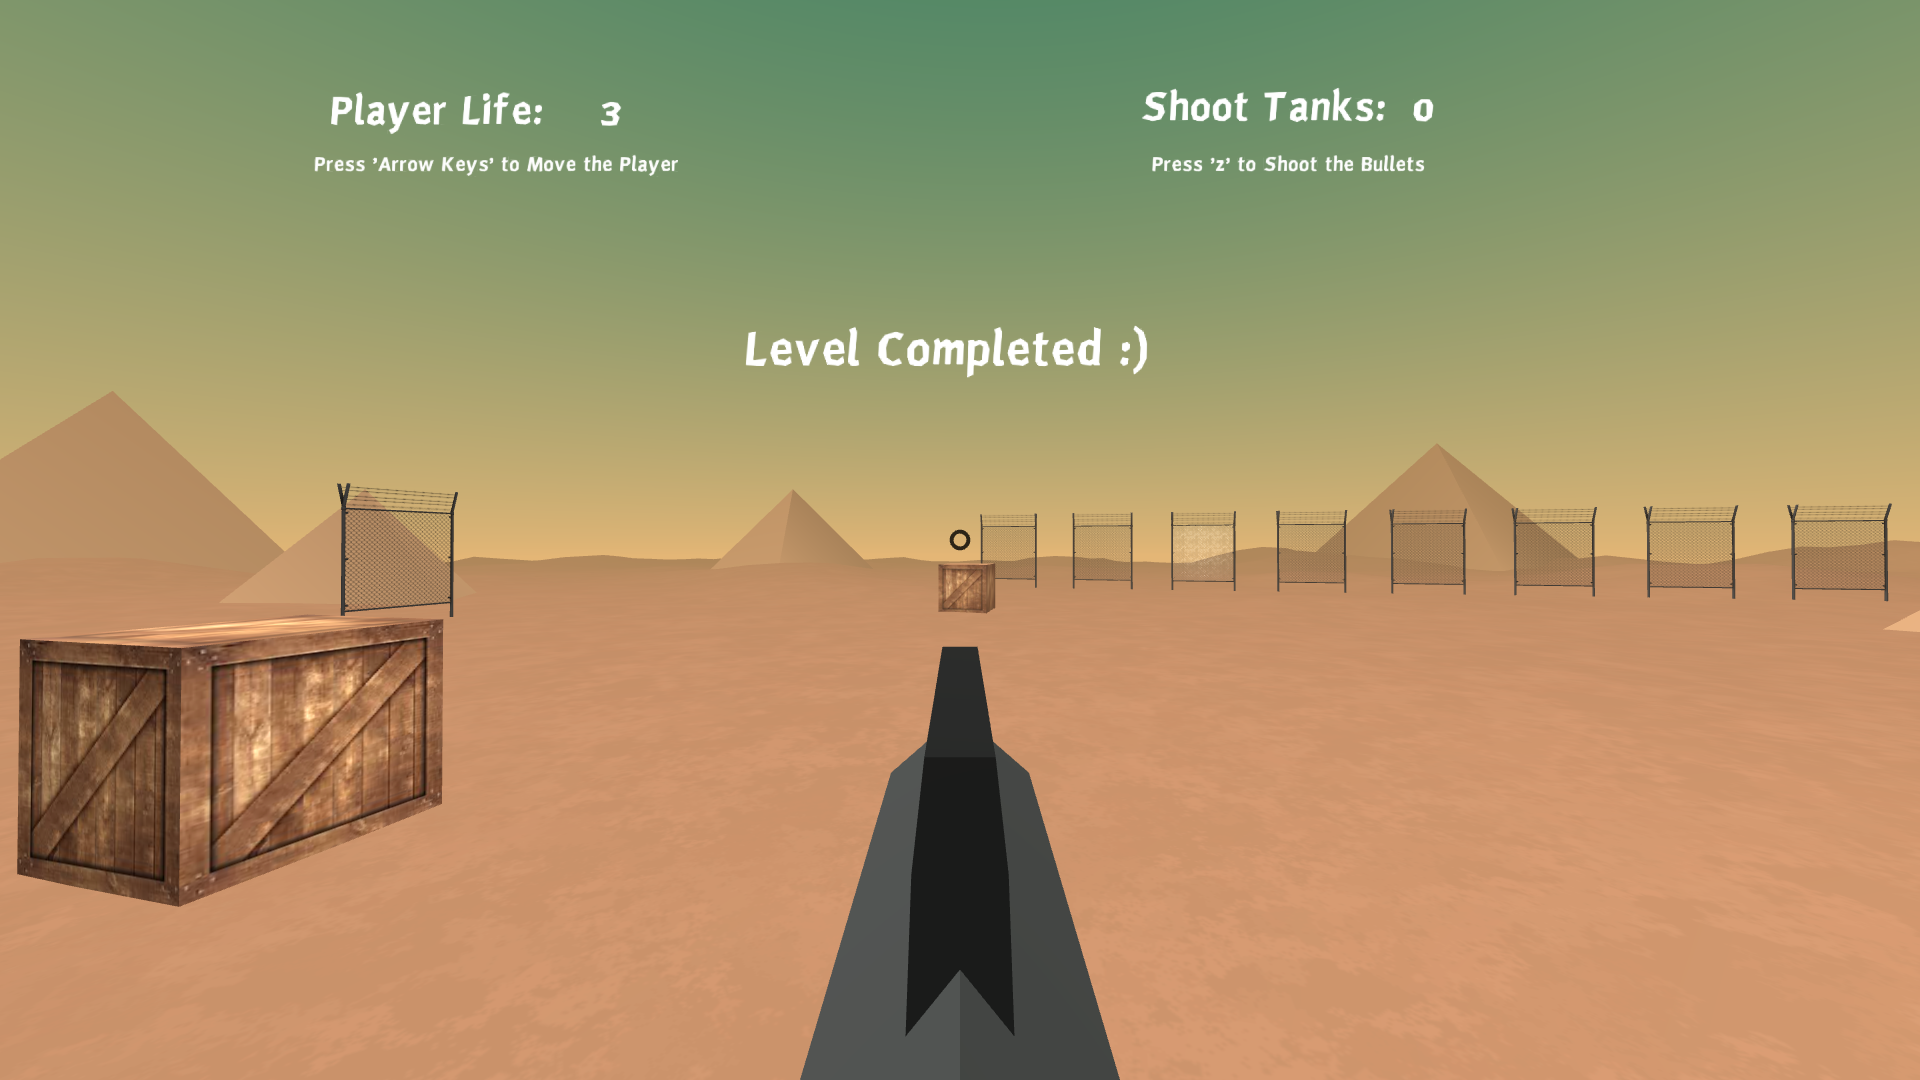 Player Life: 3
Shoot Tanks: 0
Press 'Arrow Keys' to Move the Player
Press 'z' to Shoot the Bullets
Level Completed :)